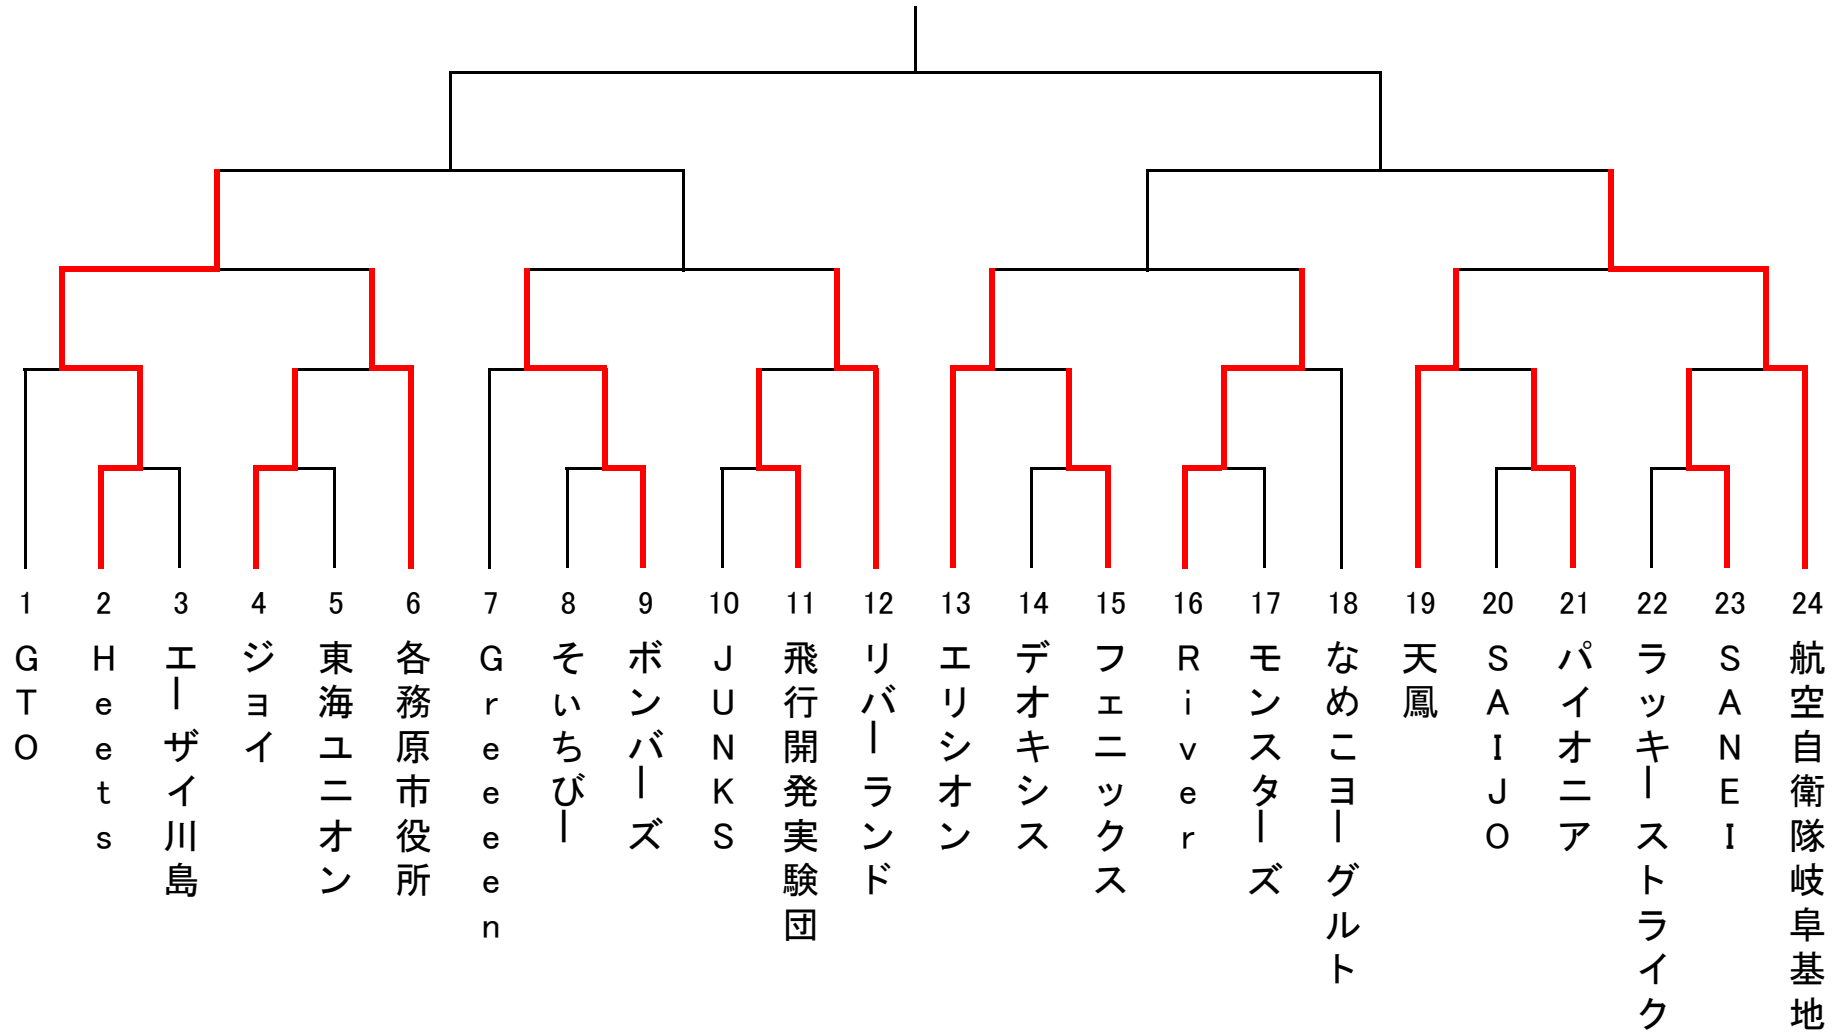 1 2 3 4 5 6 7 8 9 10 11 12 13 14 15 16 17 18 19 20 21 22 23 24
GTO
Heets
エーザイ川島
ジョイ
東海ユニオン
各務原市役所
Greeeen
そぃちびー
ボンバーズ
JUNKS
飛行開発実験団
リバーランド
エリシオン
デオキシス
フェニックス
River
モンスターズ
なめこヨーグルト
天鳳
SAIJO
パイオニア
ラッキーストライク
SANEI
航空自衛隊岐阜基地